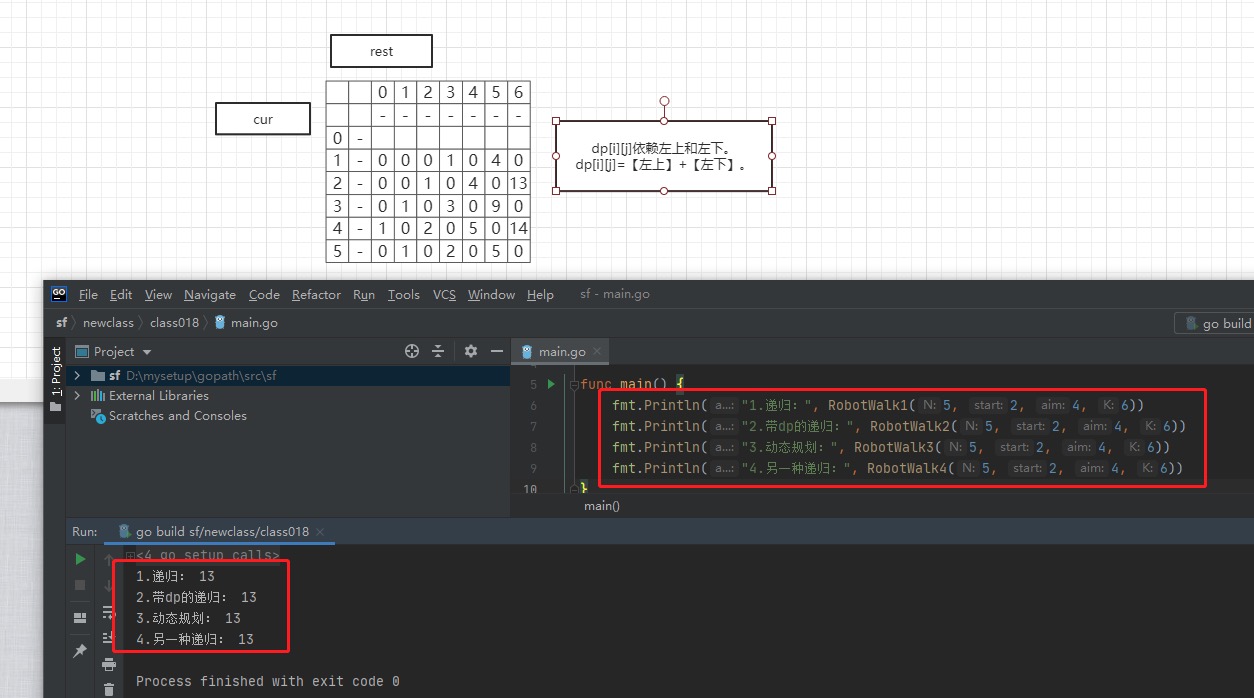 rest
cur
0 1 2 3 4 5 6
- - - - - - -
0 -
1 - 0 0 0 1 0 4 0
2 - 0 0 1 0 4 0 13
3 - 0 1 0 3 0 9 0
4 - 1 0 2 0 5 0 14
5 - 0 1 0 2 0 5 0
dp[i][j]依赖左上和左下。
dp[i][j]=【左上】+【左下】。
GO File Edit View Navigate Code Refactor Run Tools VCS Window Help sf - main.go
sf newclass class018 main.go
go build
1: Project
Project
main.go
sf D:\mysetup\gopath\src\sf
External Libraries
Scratches and Consoles
5 func main() {
6 fmt.Println( a...: "1.递归：", RobotWalk1( N: 5, start: 2, aim: 4, K: 6))
7 fmt.Println( a...: "2.带dp的递归：", RobotWalk2( N: 5, start: 2, aim: 4, K: 6))
8 fmt.Println( a...: "3.动态规划：", RobotWalk3( N: 5, start: 2, aim: 4, K: 6))
9 fmt.Println( a...: "4.另一种递归：", RobotWalk4( N: 5, start: 2, aim: 4, K: 6))
10 }
main()
Run: go build sf/newclass/class018
<4 go setup calls>
1.递归： 13
2.带dp的递归： 13
3.动态规划： 13
4.另一种递归： 13
Process finished with exit code 0